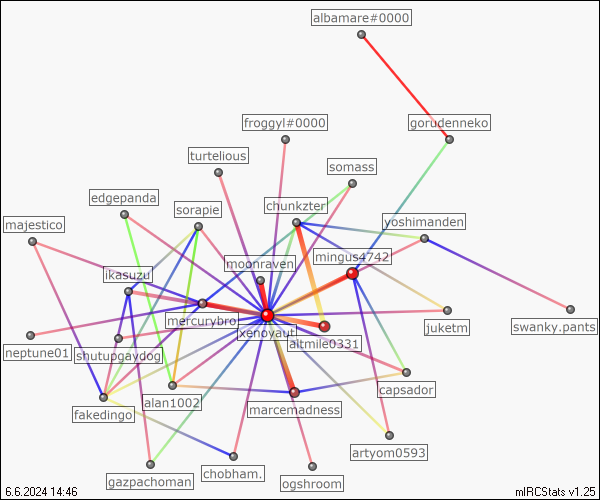 albamare#0000
gorudenneko
froggyl#0000
turtelious
somass
edgepanda
sorapie
chunkzter
majestico
yoshimanden
moonraven
mingus4742
ikasuzu
mercurybro
xenoyaut
juketm
swanky.pants
neptune01
shutupgaydog
altmile0331
capsador
fakedingo
alan1002
marcemadness
artyom0593
gazpachoman
chobham.
ogshroom
6.6.2024 14:46
mIRCStats v1.25